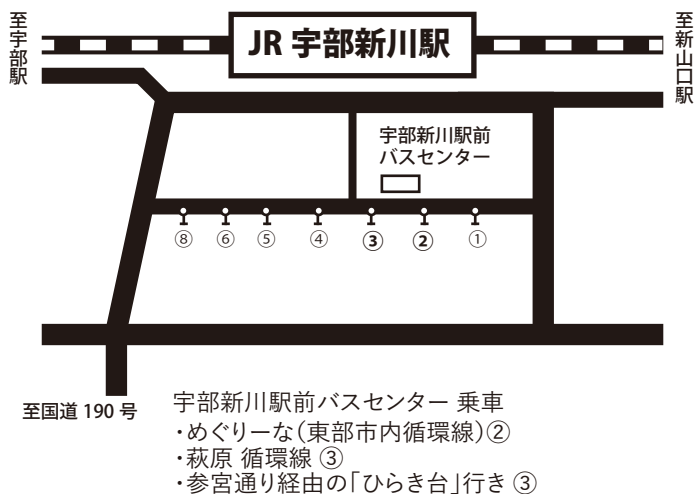 至宇部駅
JR 宇部新川駅
至新山口駅
宇部新川駅前
バスセンター
⑧ ⑥ ⑤ ④ ③ ② ①
至国道 190 号
宇部新川駅前バスセンター 乗車
・めぐりーな(東部市内循環線)②
・萩原 循環線 ③
・参宮通り経由の「ひらき台」行き ③